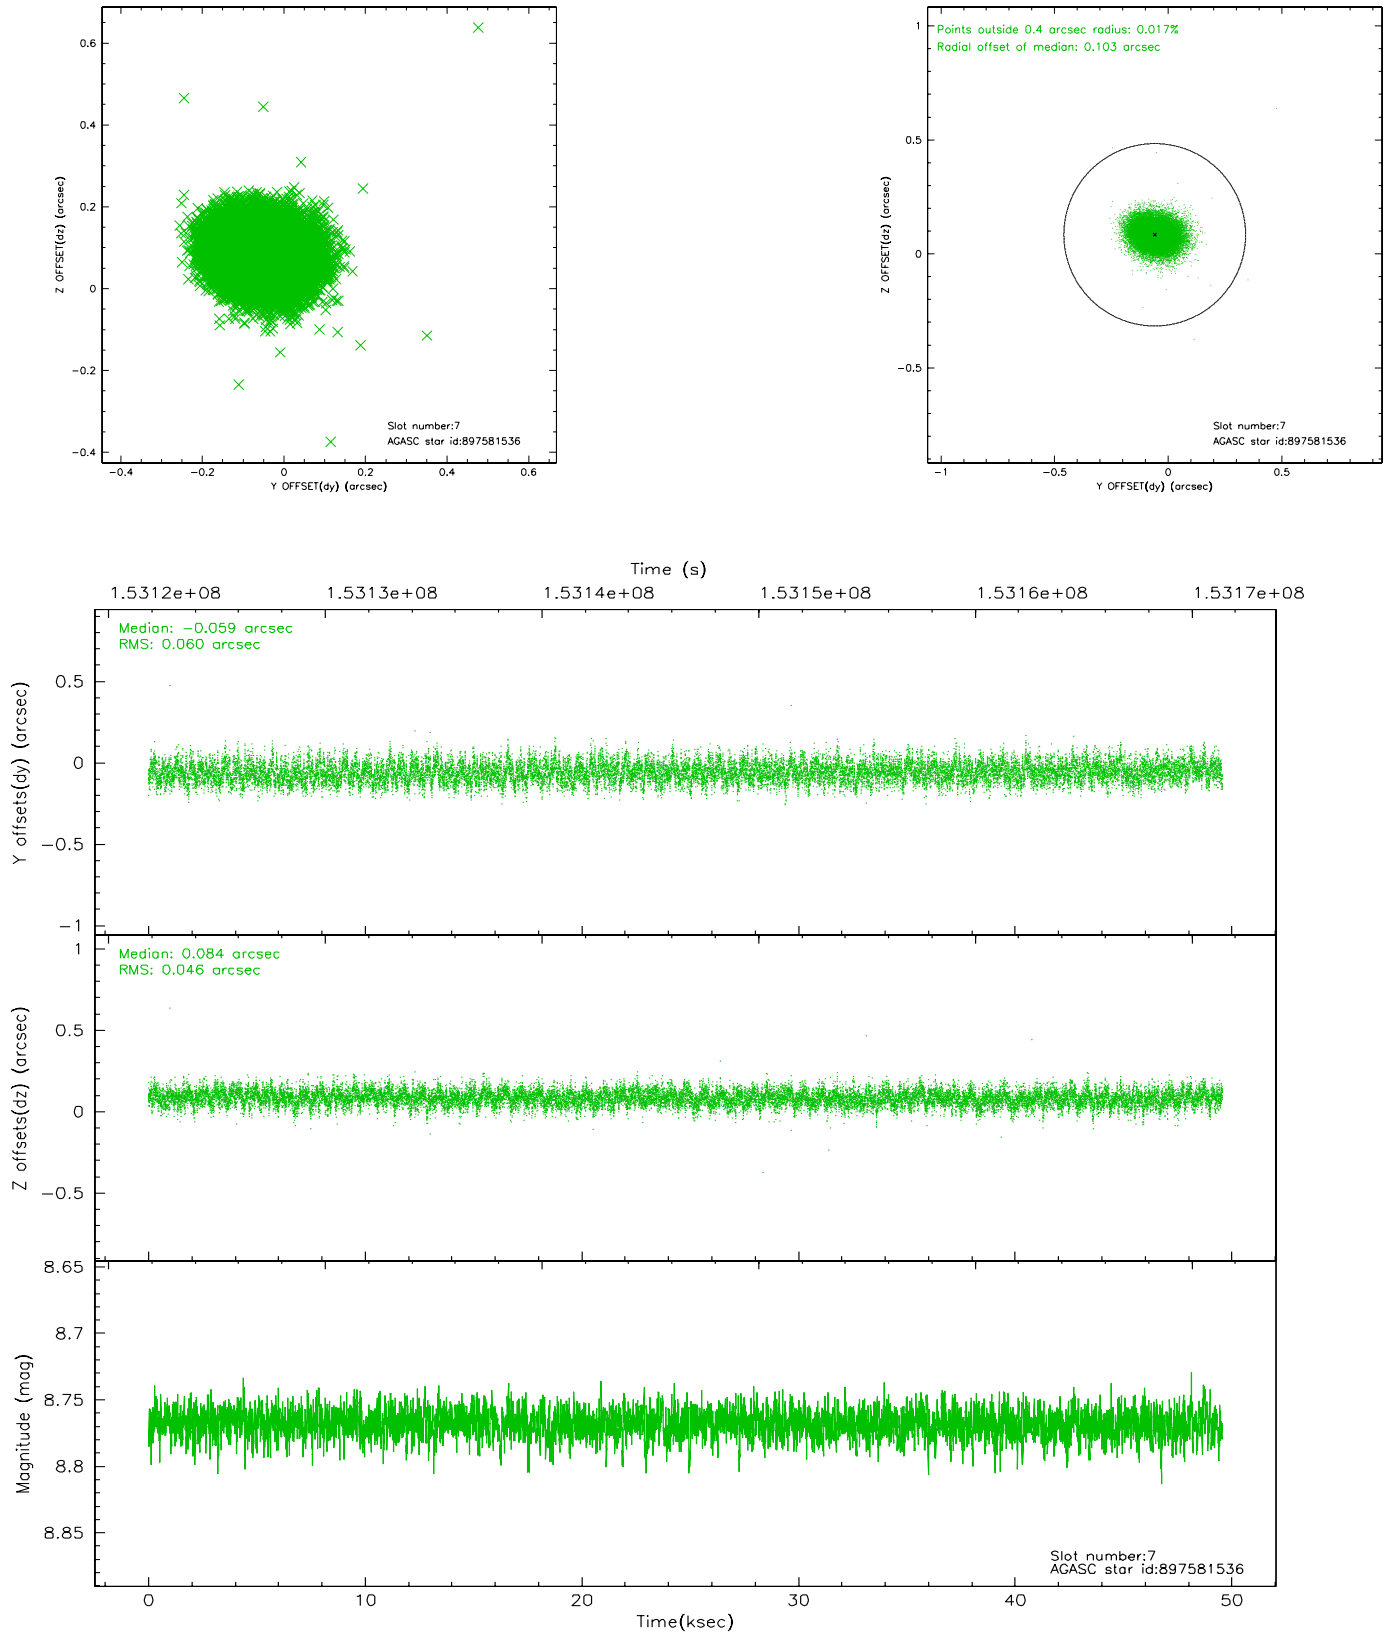 0.6
0.4
0.2
0
−0.2
−0.4
Z OFFSET(dz) (arcsec)
Slot number:7
AGASC star id:897581536
−0.4 −0.2 0 0.2 0.4 0.6
Y OFFSET(dy) (arcsec)
Points outside 0.4 arcsec radius: 0.017%
Radial offset of median: 0.103 arcsec
1
0.5
0
−0.5
Z OFFSET(dz) (arcsec)
Slot number:7
AGASC star id:897581536
−1 −0.5 0 0.5
Y OFFSET(dy) (arcsec)
Time (s)
1.5312e+08 1.5313e+08 1.5314e+08 1.5315e+08 1.5316e+08 1.5317e+08
Median: −0.059 arcsec
RMS: 0.060 arcsec
0.5
0
−0.5
−1
Y offsets(dy) (arcsec)
Median: 0.084 arcsec
RMS: 0.046 arcsec
1
0.5
0
−0.5
Z offsets(dz) (arcsec)
8.65
8.7
8.75
8.8
8.85
Magnitude (mag)
Slot number:7
AGASC star id:897581536
0 10 20 30 40 50
Time(ksec)